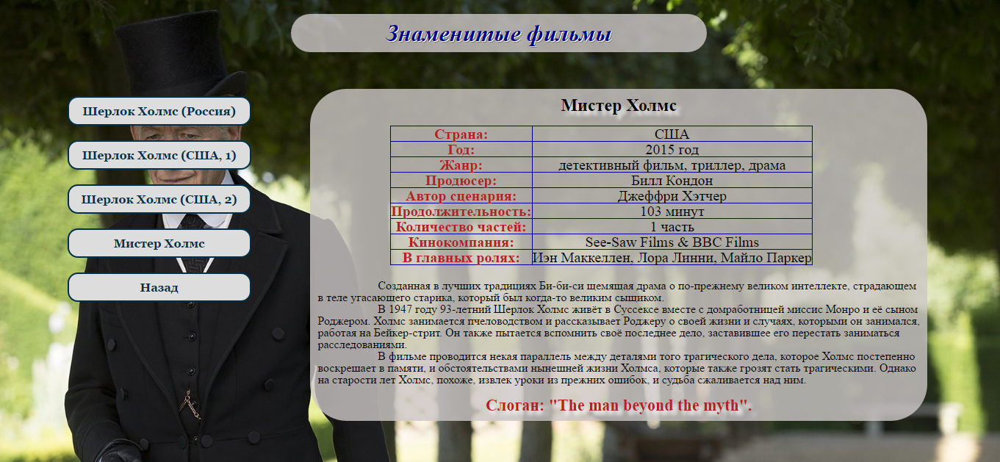 Знаменитые фильмы
Шерлок Холмс (Россия)
Шерлок Холмс (США, 1)
Шерлок Холмс (США, 2)
Мистер Холмс
Назад
Мистер Холмс
Страна: США
Год: 2015 год
Жанр: детективный фильм, триллер, драма
Продюсер: Билл Кондон
Автор сценария: Джеффри Хэтчер
Продолжительность: 103 минут
Количество частей: 1 часть
Кинокомпания: See-Saw Films & BBC Films
В главных ролях: Иэн Маккеллен, Лора Линни, Майло Паркер
Созданная в лучших традициях Би-би-си щемящая драма о по-прежнему великом интеллекте, страдающем
в теле угасающего старика, который был когда-то великим сыщиком.
В 1947 году 93-летний Шерлок Холмс живёт в Суссексе вместе с домработницей миссис Монро и её сыном
Роджером. Холмс занимается пчеловодством и рассказывает Роджеру о своей жизни и случаях, которыми он занимался,
работая на Бейкер-стрит. Он также пытается вспомнить своё последнее дело, заставившее его перестать заниматься
расследованиями.
В фильме проводится некая параллель между деталями того трагического дела, которое Холмс постепенно
воскрешает в памяти, и обстоятельствами нынешней жизни Холмса, которые также грозят стать трагическими. Однако
на старости лет Холмс, похоже, извлек уроки из прежних ошибок, и судьба сжаливается над ним.
Слоган: "The man beyond the myth".